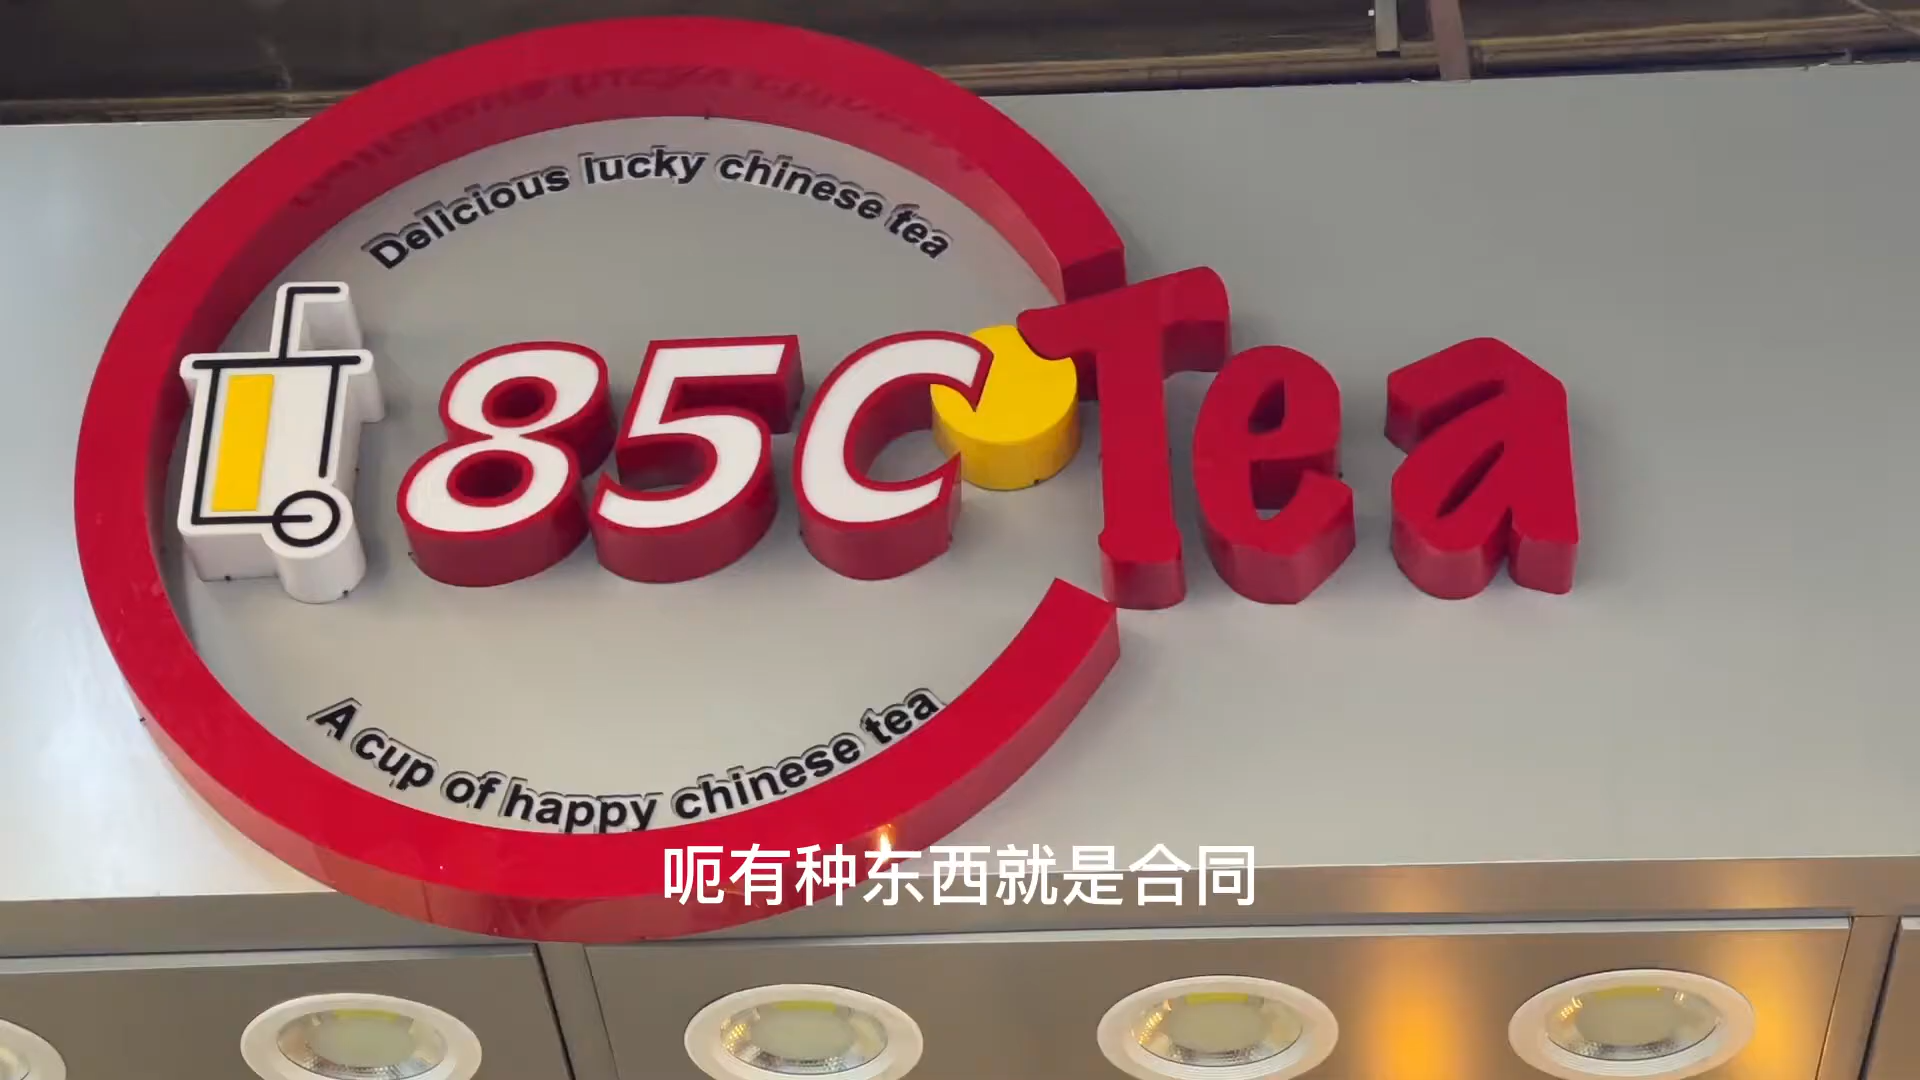 Delicious lucky chinese tea
85C Tea
A cup of happy chinese tea
呃有种东西就是合同